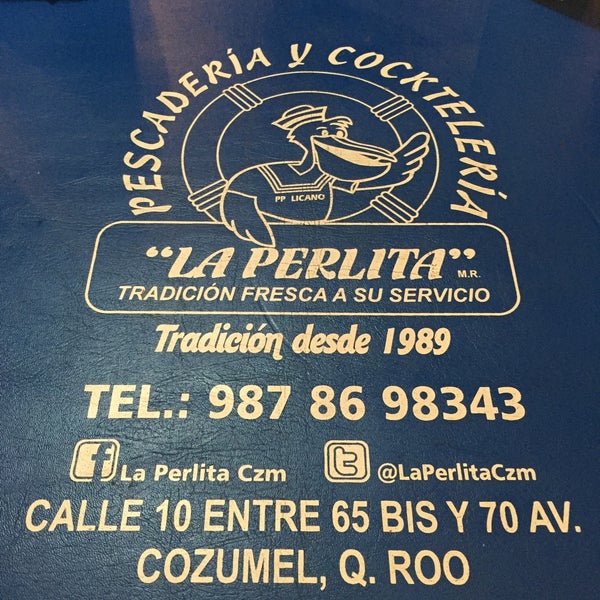 PESCADERÍA Y COCKTELERÍA
PP LICANO
"LA PERLITA" M.R.
TRADICIÓN FRESCA A SU SERVICIO
Tradición desde 1989
TEL.: 987 86 98343
f La Perlita Czm t @LaPerlitaCzm
CALLE 10 ENTRE 65 BIS Y 70 AV.
COZUMEL, Q. ROO